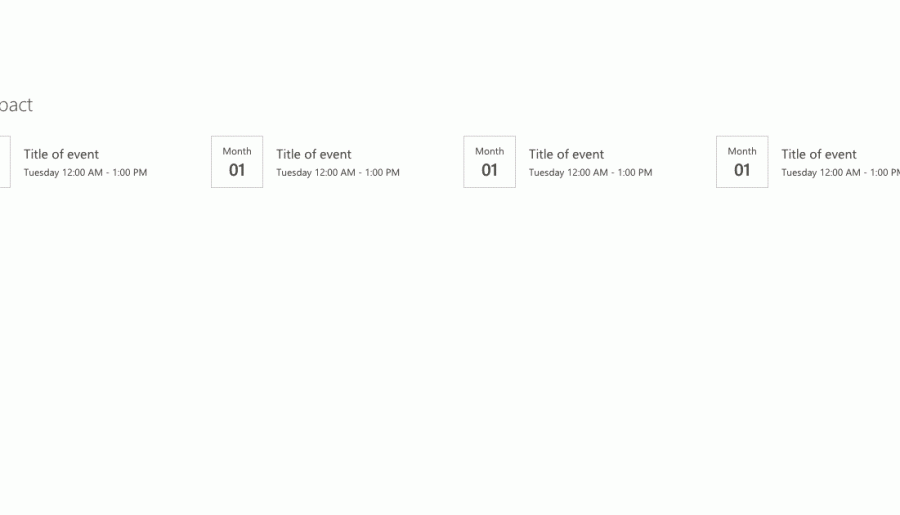 pact
Title of event
Tuesday 12:00 AM - 1:00 PM
Month
01
Title of event
Tuesday 12:00 AM - 1:00 PM
Month
01
Title of event
Tuesday 12:00 AM - 1:00 PM
Month
01
Title of event
Tuesday 12:00 AM - 1:00 PM